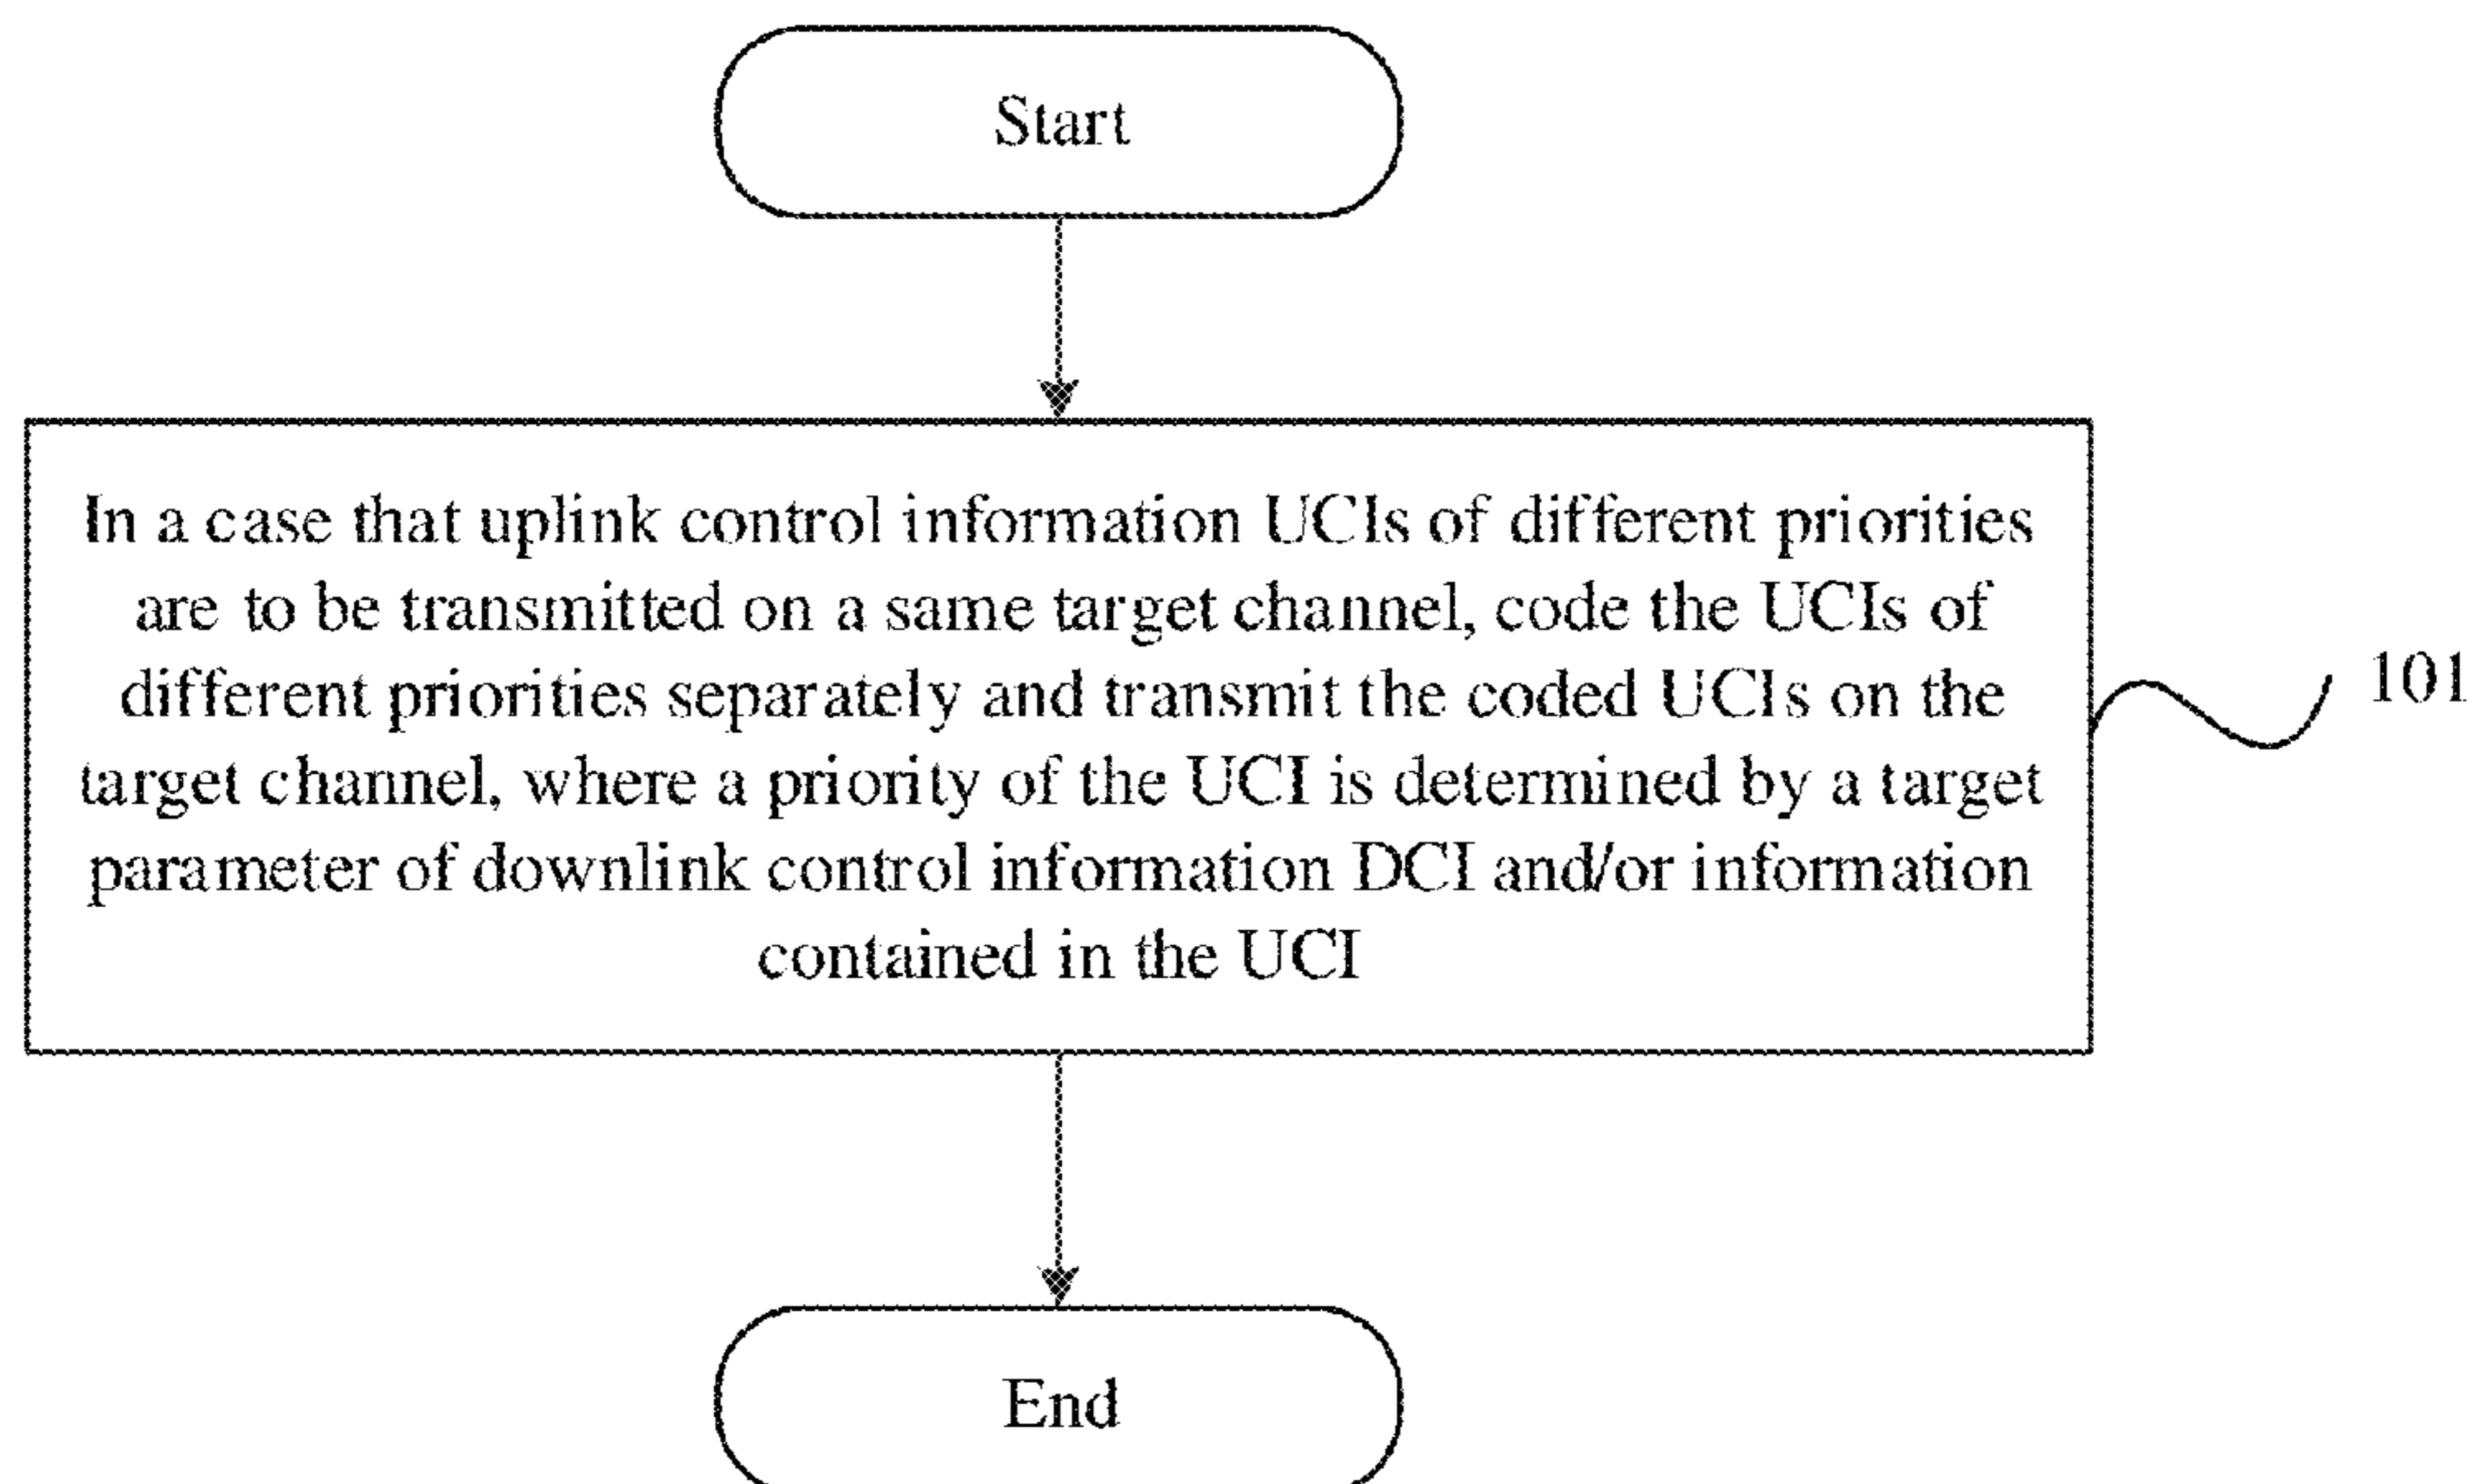 Start
In a case that uplink control information UCIs of different priorities
are to be transmitted on a same target channel, code the UCIs of
different priorities separately and transmit the coded UCIs on the
target channel, where a priority of the UCI is determined by a target
parameter of downlink control information DCI and/or information
contained in the UCI
101
End